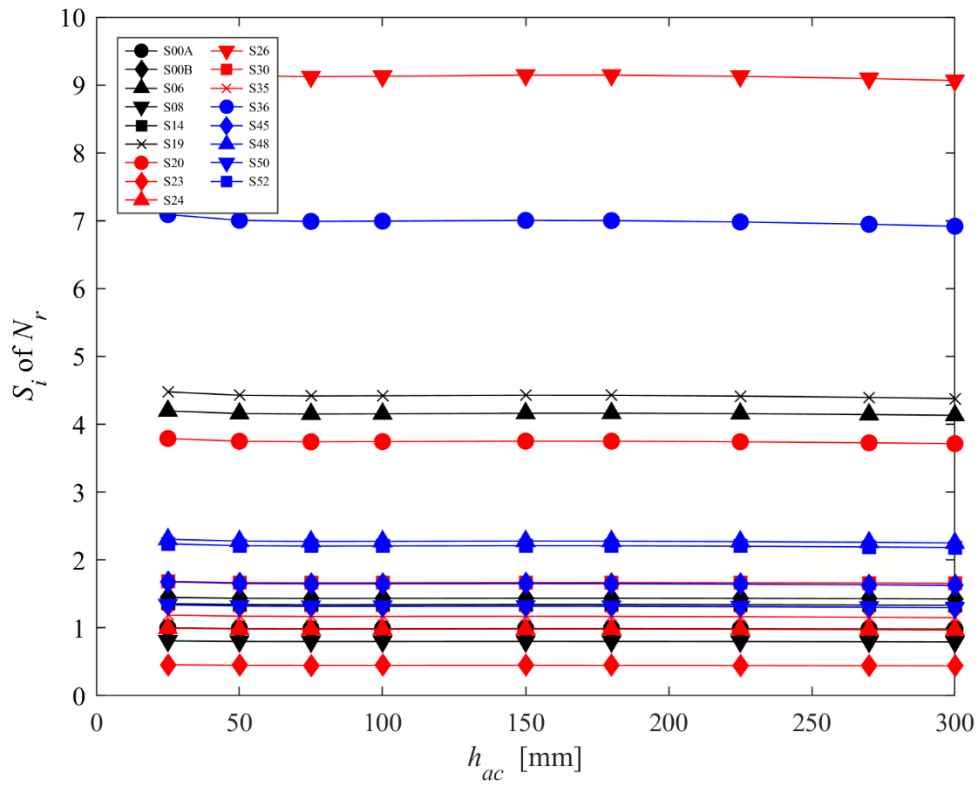 10
9
8
7
6
5
4
3
2
1
0
S_i of N_r
S00A
S00B
S06
S08
S14
S19
S20
S23
S24
S26
S30
S35
S36
S45
S48
S50
S52
0 50 100 150 200 250 300
h_ac [mm]